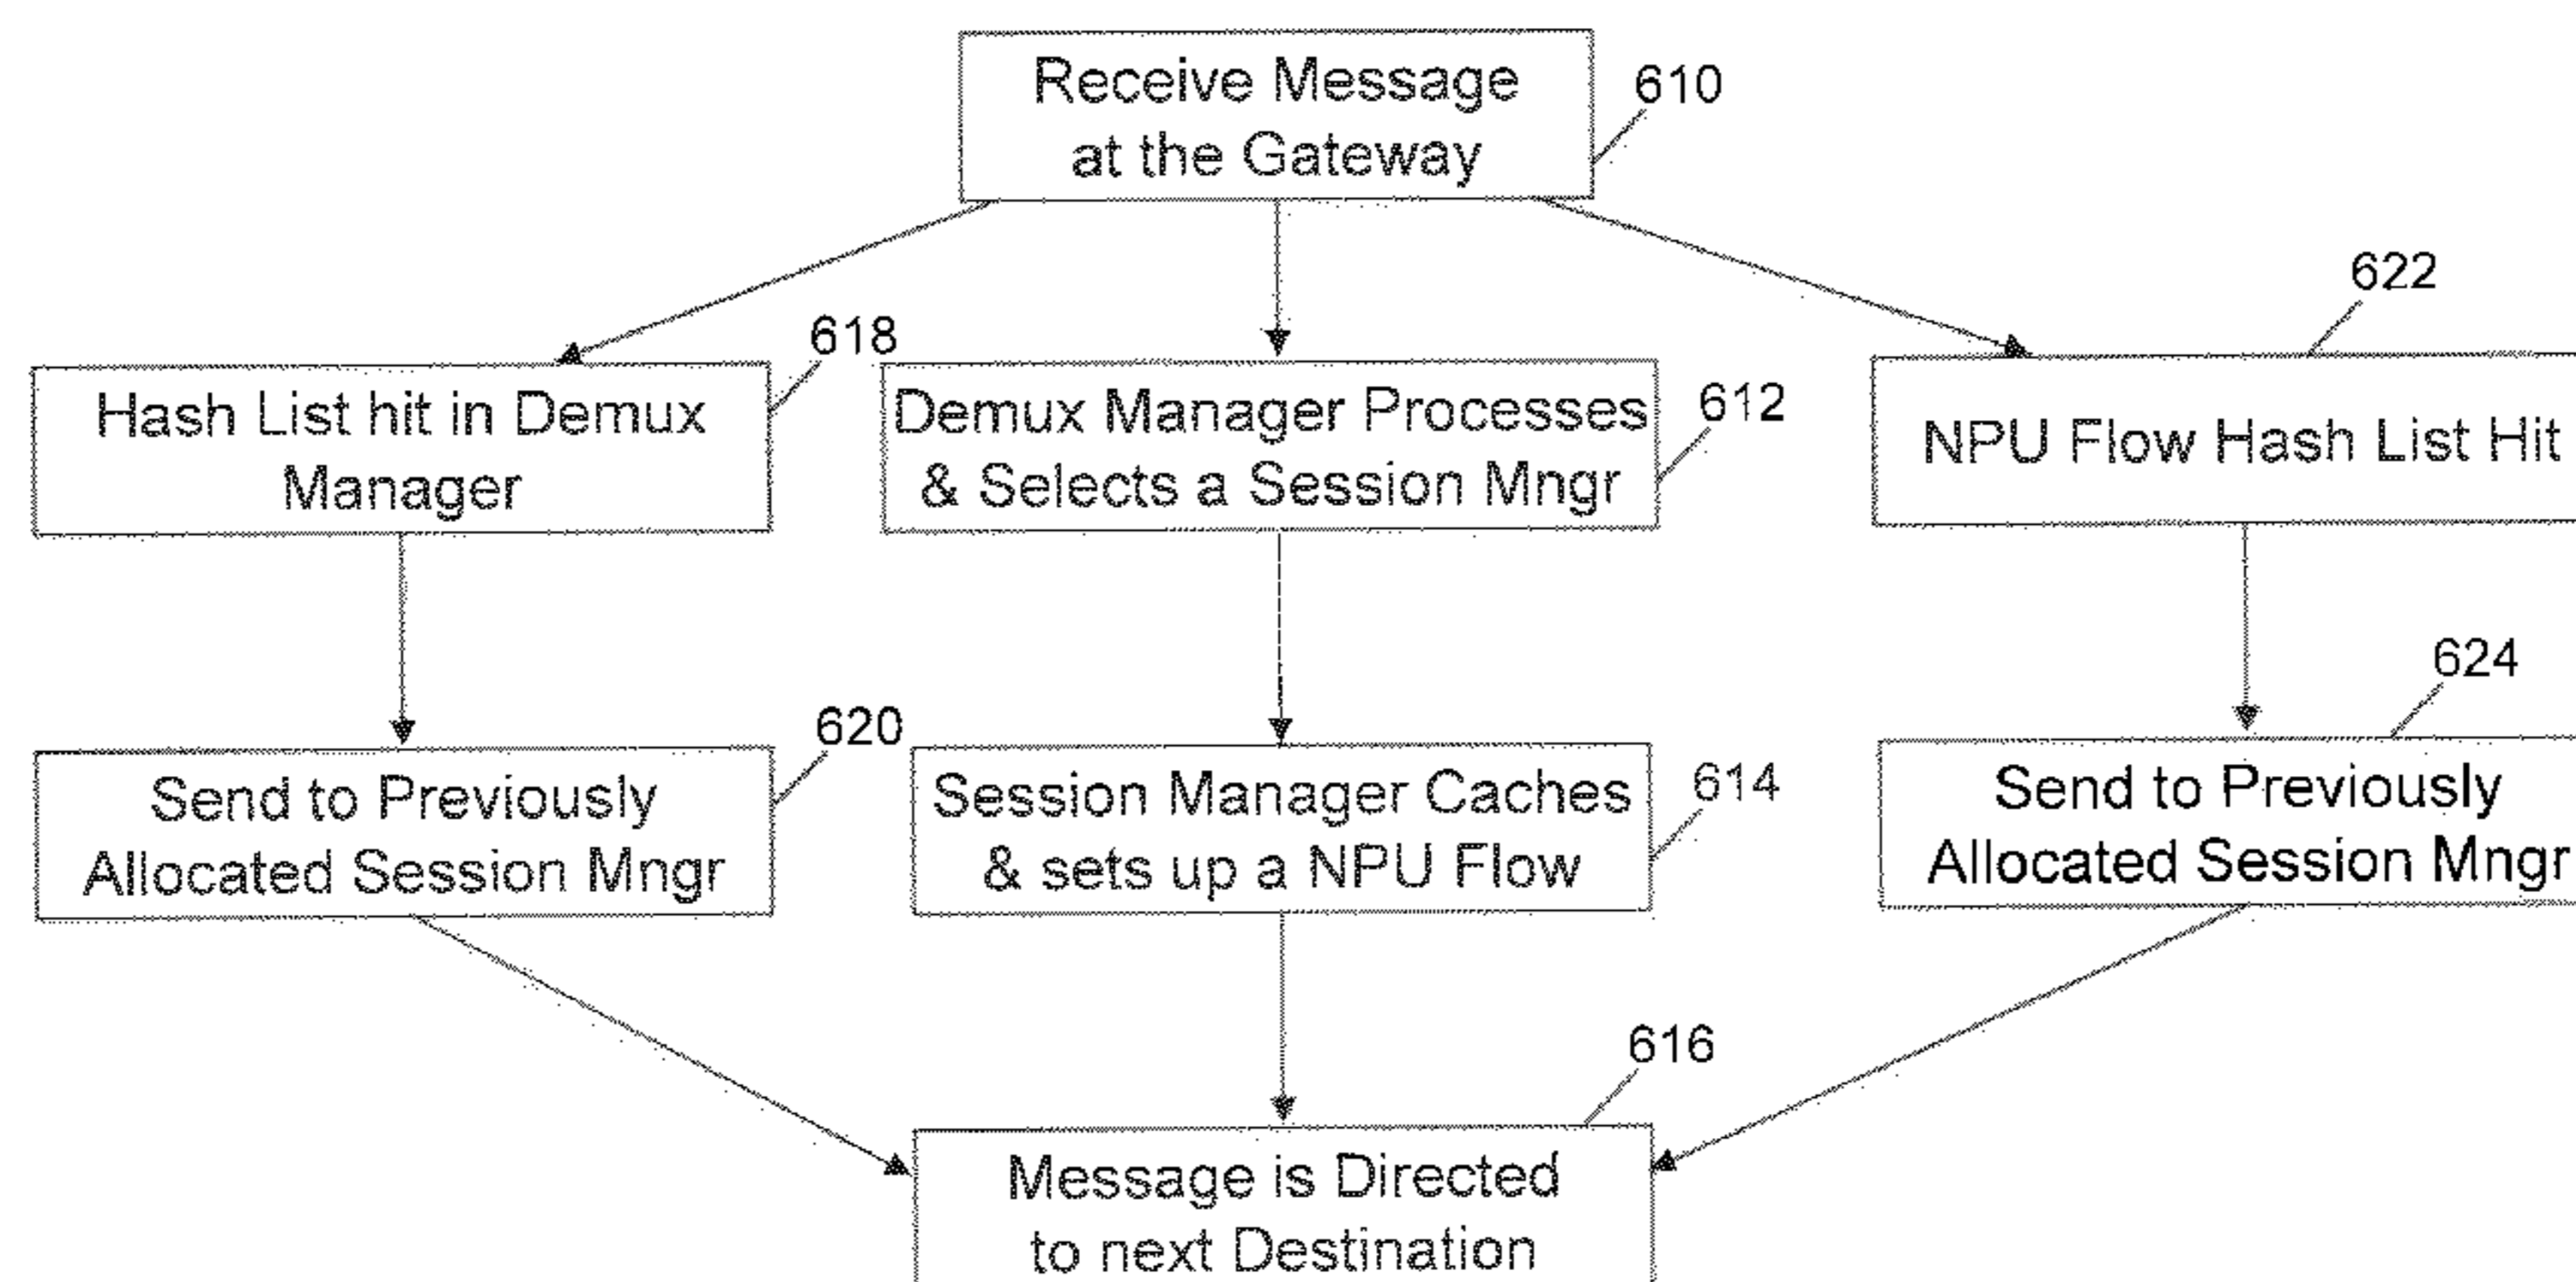 Receive Message
at the Gateway
610
622
618
Hash List hit in Demux
Manager
Demux Manager Processes
& Selects a Session Mngr
612
NPU Flow Hash List Hit
624
620
Send to Previously
Allocated Session Mngr
Session Manager Caches
& sets up a NPU Flow
614
Send to Previously
Allocated Session Mngr
616
Message is Directed
to next Destination